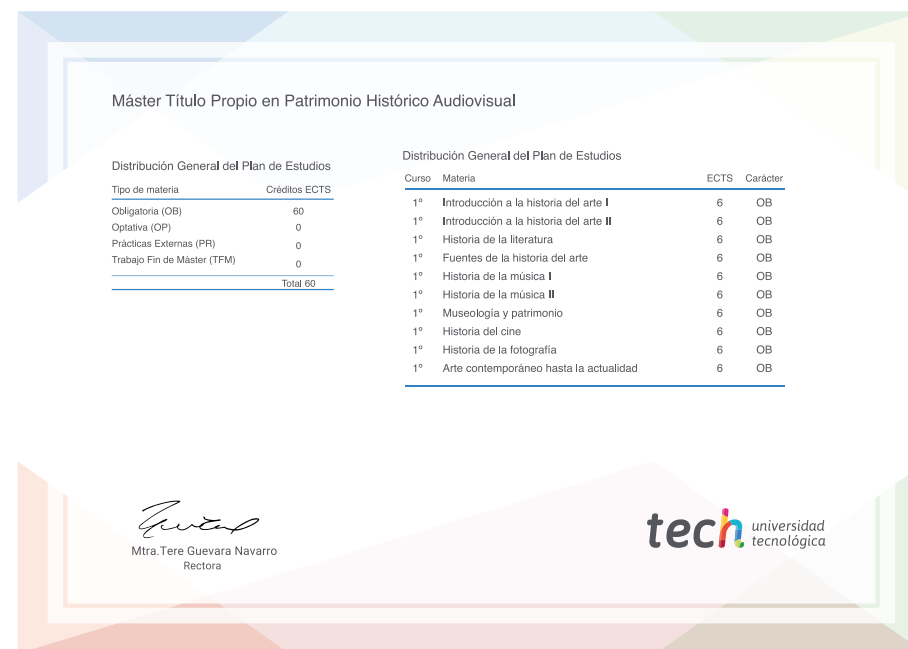 Máster Título Propio en Patrimonio Histórico Audiovisual
Distribución General del Plan de Estudios
Tipo de materia Créditos ECTS
Obligatoria (OB) 60
Optativa (OP) 0
Prácticas Externas (PR) 0
Trabajo Fin de Máster (TFM) 0
Total 60
Distribución General del Plan de Estudios
Curso Materia ECTS Carácter
1º Introducción a la historia del arte I 6 OB
1º Introducción a la historia del arte II 6 OB
1º Historia de la literatura 6 OB
1º Fuentes de la historia del arte 6 OB
1º Historia de la música I 6 OB
1º Historia de la música II 6 OB
1º Museología y patrimonio 6 OB
1º Historia del cine 6 OB
1º Historia de la fotografía 6 OB
1º Arte contemporáneo hasta la actualidad 6 OB
Mtra.Tere Guevara Navarro
Rectora
tech universidad
tecnológica